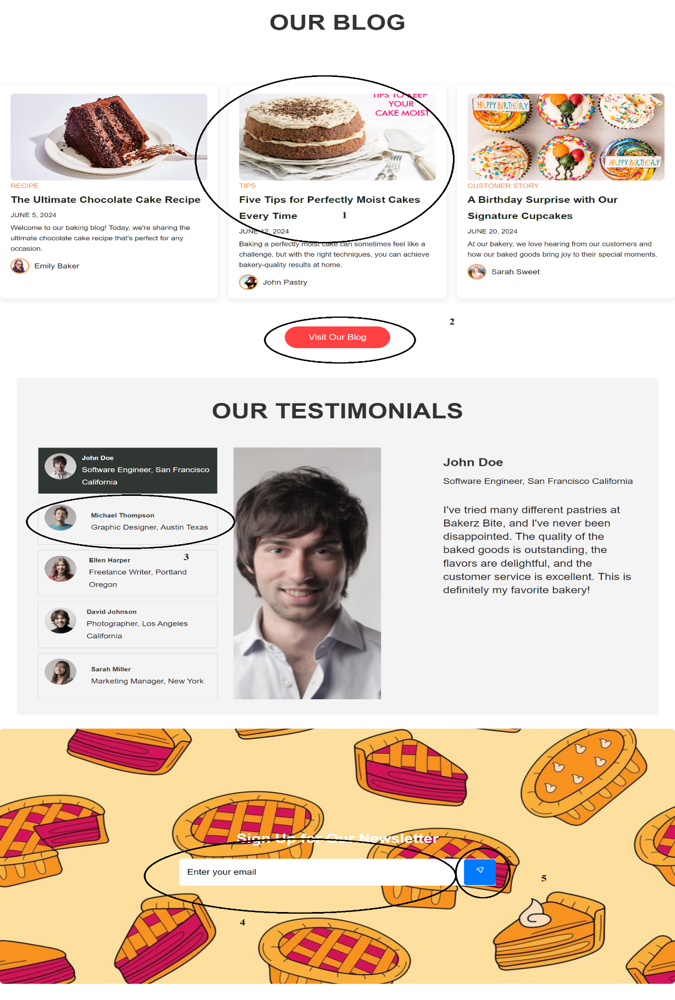 OUR BLOG
TIPS TO KEEP
YOUR
CAKE MOIST
HAPPY BIRTHDAY
HAPPY BIRTHDAY
RECIPE
The Ultimate Chocolate Cake Recipe
JUNE 5, 2024
Welcome to our baking blog! Today, we're sharing the
ultimate chocolate cake recipe that's perfect for any
occasion.
Emily Baker
TIPS
Five Tips for Perfectly Moist Cakes
Every Time
1
JUNE 12, 2024
Baking a perfectly moist cake can sometimes feel like a
challenge, but with the right techniques, you can achieve
bakery-quality results at home.
John Pastry
CUSTOMER STORY
A Birthday Surprise with Our
Signature Cupcakes
JUNE 20, 2024
At our bakery, we love hearing from our customers and
how our baked goods bring joy to their special moments.
Sarah Sweet
2
Visit Our Blog
OUR TESTIMONIALS
John Doe
Software Engineer, San Francisco
California
Michael Thompson
Graphic Designer, Austin Texas
3
Ellen Harper
Freelance Writer, Portland
Oregon
David Johnson
Photographer, Los Angeles
California
Sarah Miller
Marketing Manager, New York
John Doe
Software Engineer, San Francisco California
I've tried many different pastries at
Bakerz Bite, and I've never been
disappointed. The quality of the
baked goods is outstanding, the
flavors are delightful, and the
customer service is excellent. This is
definitely my favorite bakery!
Sign Up for Our Newsletter
Enter your email
5
4